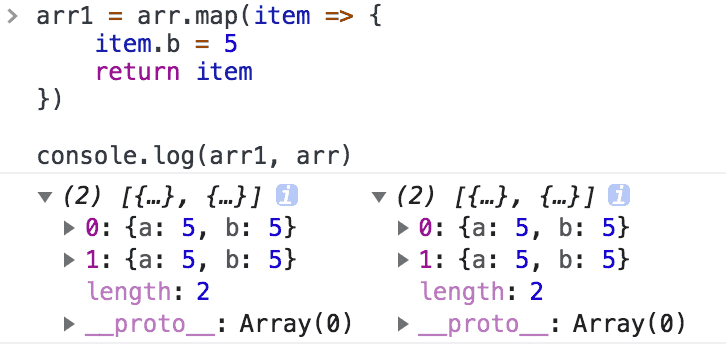 > arr1 = arr.map(item => {
item.b = 5
return item
})
console.log(arr1, arr)
▼ (2) [{…}, {…}] i ▼ (2) [{…}, {…}] i
▶ 0: {a: 5, b: 5} ▶ 0: {a: 5, b: 5}
▶ 1: {a: 5, b: 5} ▶ 1: {a: 5, b: 5}
length: 2 length: 2
▶ __proto__: Array(0) ▶ __proto__: Array(0)